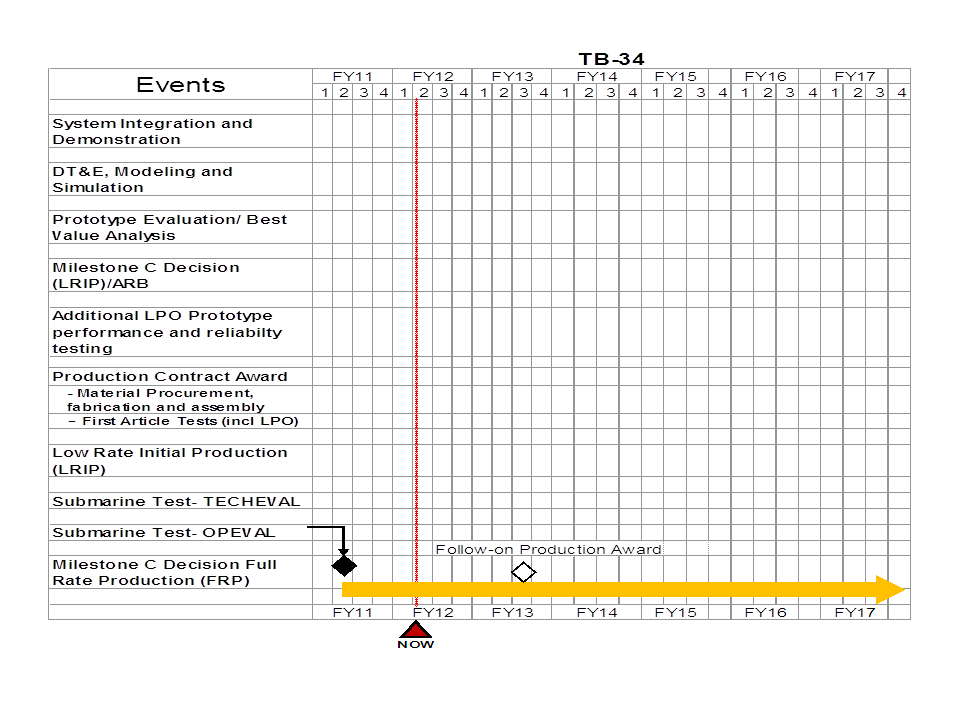 TB-34
Events
FY11 FY12 FY13 FY14 FY15 FY16 FY17
1 2 3 4 1 2 3 4 1 2 3 4 1 2 3 4 1 2 3 4 1 2 3 4 1 2 3 4
System Integration and
Demonstration
DT&E, Modeling and
Simulation
Prototype Evaluation/ Best
Value Analysis
Milestone C Decision
(LRIP)/ARB
Additional LPO Prototype
performance and reliabilty
testing
Production Contract Award
- Material Procurement,
fabrication and assembly
- First Article Tests (incl LPO)
Low Rate Initial Production
(LRIP)
Submarine Test- TECHEVAL
Submarine Test- OPEVAL
Follow-on Production Award
Milestone C Decision Full
Rate Production (FRP)
FY11 FY12 FY13 FY14 FY15 FY16 FY17
NOW